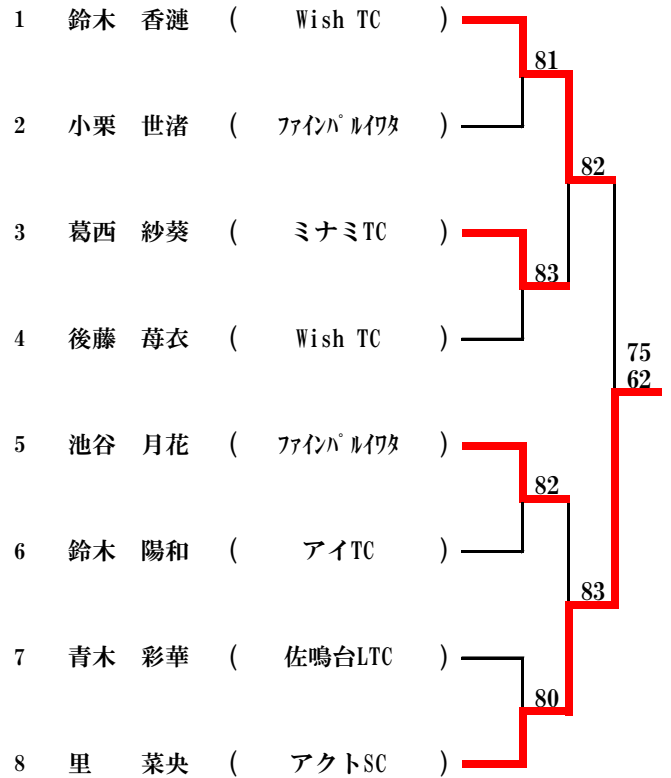 1 鈴木 香漣 ( Wish TC )
81
2 小栗 世渚 ( ファインパルイワタ )
82
3 葛西 紗葵 ( ミナミTC )
83
4 後藤 苺衣 ( Wish TC )
75
62
5 池谷 月花 ( ファインパルイワタ )
82
6 鈴木 陽和 ( アイTC )
83
7 青木 彩華 ( 佐鳴台LTC )
80
8 里 菜央 ( アクトSC )